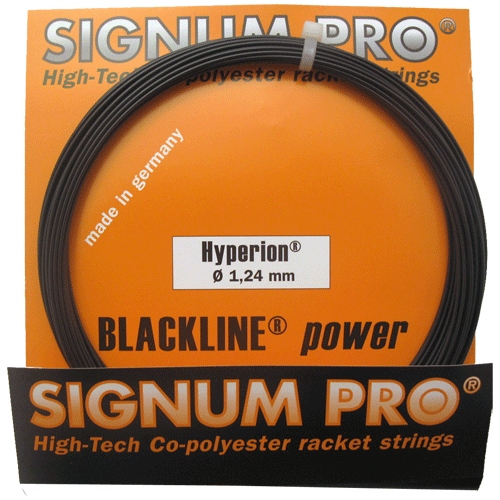 SIGNUM PRO®
High-Tech Co-polyester racket strings
made in germany
Hyperion®
Ø 1,24 mm
BLACKLINE® power
SIGNUM PRO®
High-Tech Co-polyester racket strings